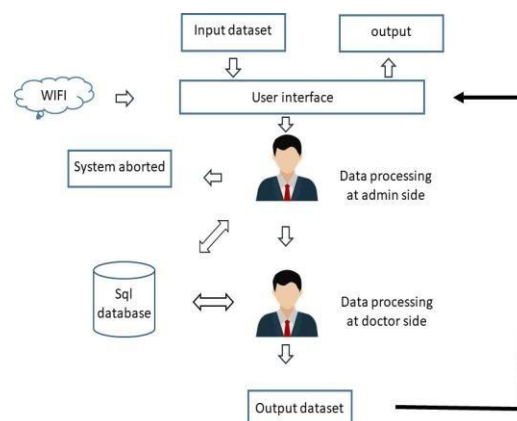 Input dataset
output
WIFI
User interface
System aborted
Data processing
at admin side
Sql
database
Data processing
at doctor side
Output dataset